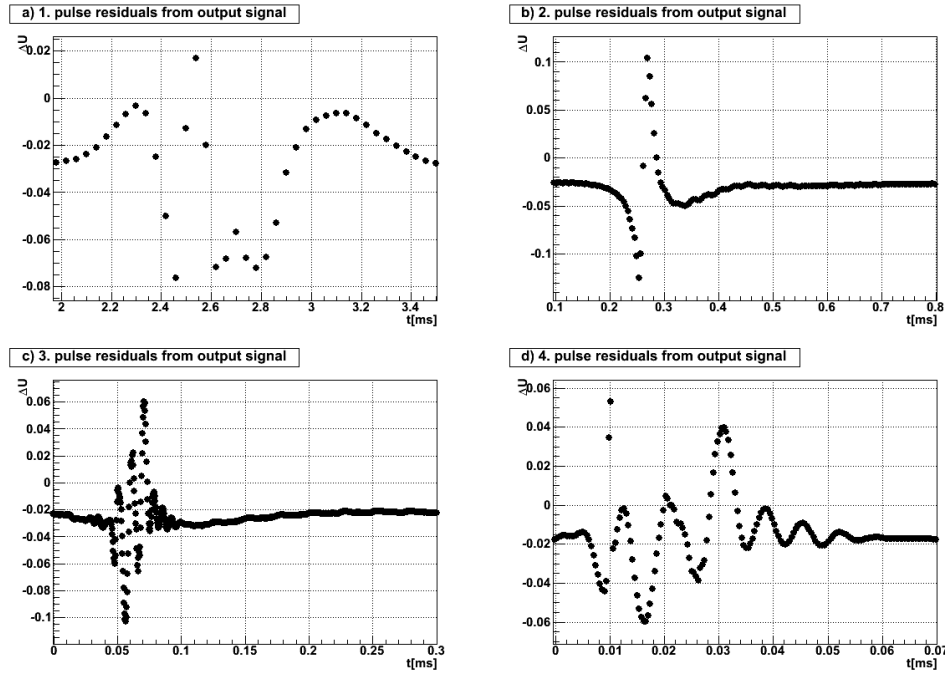 a) 1. pulse residuals from output signal
ΔU
0.02
0
-0.02
-0.04
-0.06
-0.08
2 2.2 2.4 2.6 2.8 3 3.2 3.4
t[ms]
b) 2. pulse residuals from output signal
ΔU
0.1
0.05
0
-0.05
-0.1
0.1 0.2 0.3 0.4 0.5 0.6 0.7 0.8
t[ms]
c) 3. pulse residuals from output signal
ΔU
0.06
0.04
0.02
0
-0.02
-0.04
-0.06
-0.08
-0.1
0 0.05 0.1 0.15 0.2 0.25 0.3
t[ms]
d) 4. pulse residuals from output signal
ΔU
0.06
0.04
0.02
0
-0.02
-0.04
-0.06
0 0.01 0.02 0.03 0.04 0.05 0.06 0.07
t[ms]